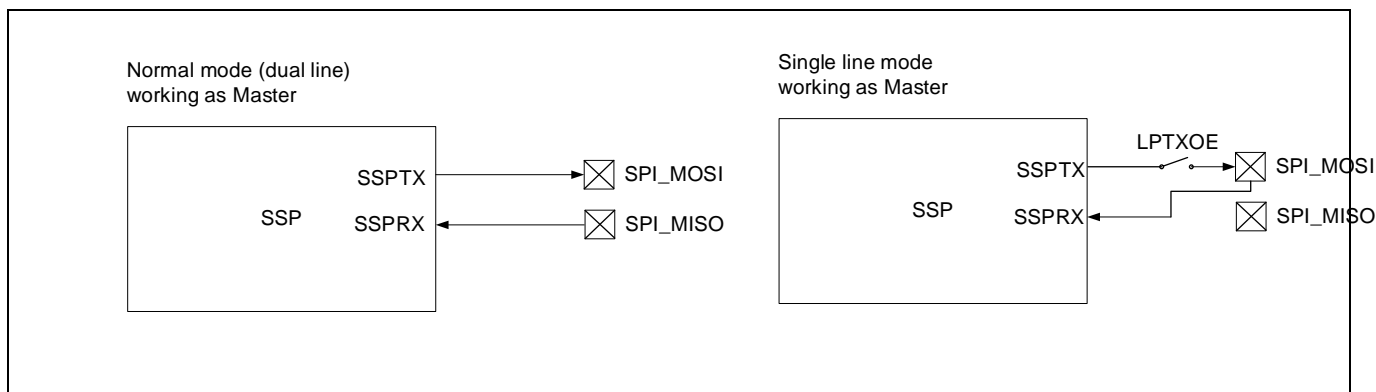 Normal mode (dual line)
working as Master
SSPTX
SPI_MOSI
SSP
SSPRX
SPI_MISO
Single line mode
working as Master
LPTXOE
SSPTX
SPI_MOSI
SSP
SSPRX
SPI_MISO